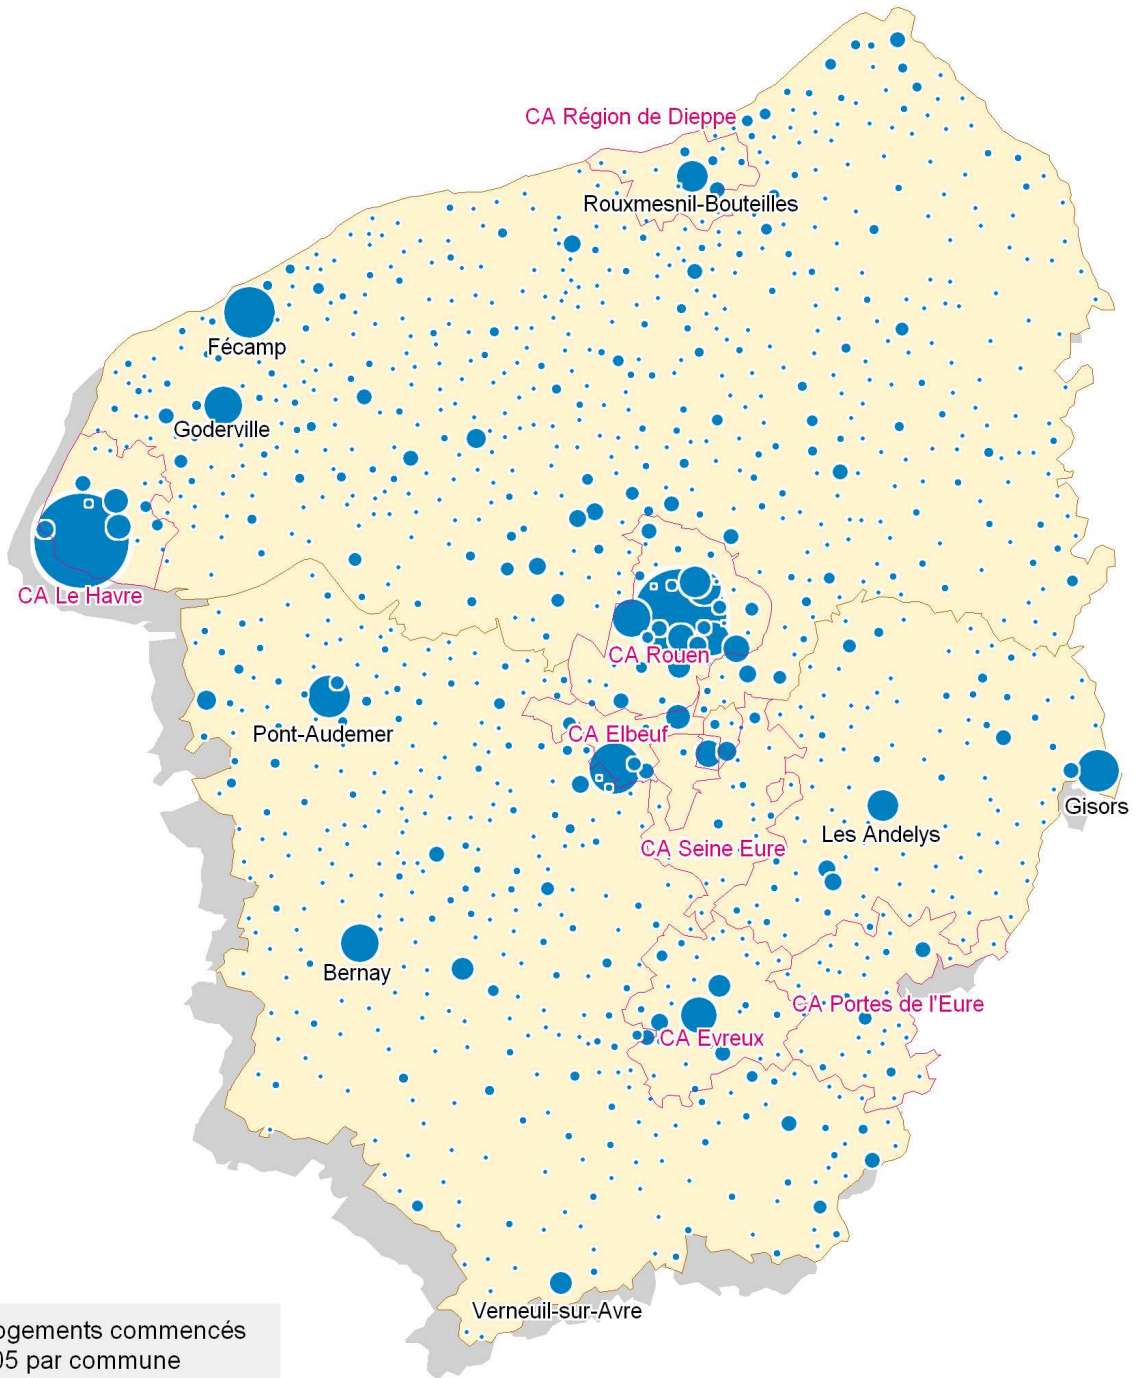 CA Région de Dieppe
Rouxmesnil-Bouteilles
Fécamp
Goderville
CA Le Havre
CA Rouen
Pont-Audemer
CA Elbeuf
Gisors
Les Andelys
CA Seine Eure
Bernay
CA Portes de l'Eure
CA Evreux
Verneuil-sur-Avre
ogements commencés
05 par commune